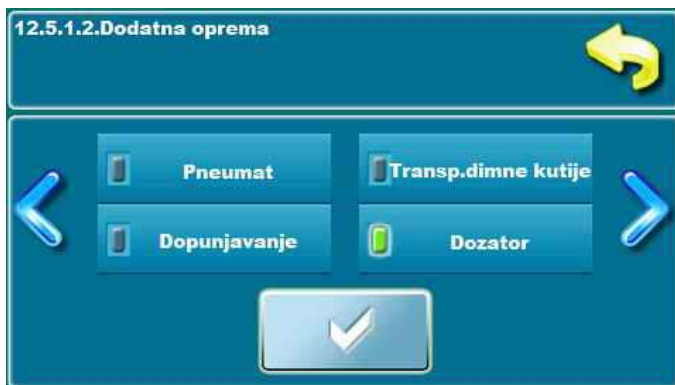 12.5.1.2.Dodatna oprema
Pneumat
Transp.dimne kutije
Dopunjavanje
Dozator